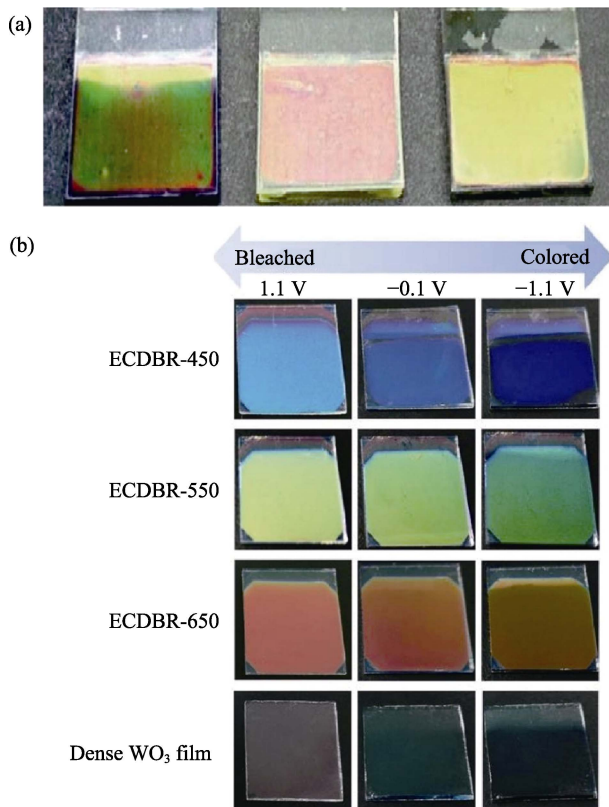 (a)
(b)
Bleached Colored
1.1 V −0.1 V −1.1 V
ECDBR-450
ECDBR-550
ECDBR-650
Dense WO₃ film